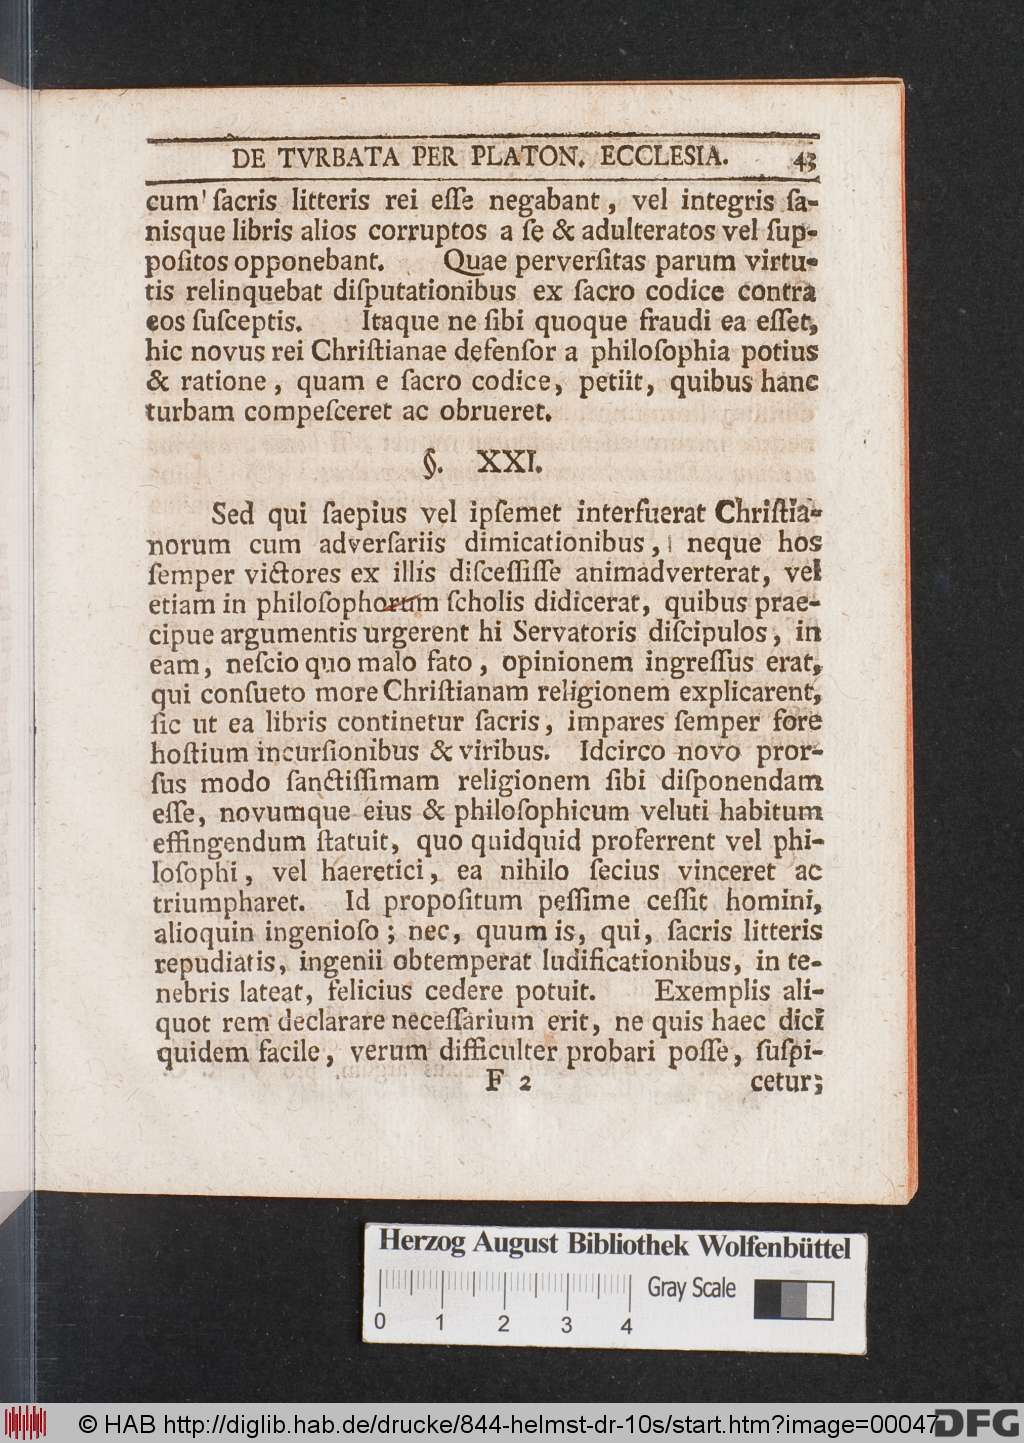 DE TVRBATA PER PLATON. ECCLESIA. 43
cum ſacris litteris rei eſſe negabant, vel integris ſa-
nisque libris alios corruptos a ſe & adulteratos vel ſup-
poſitos opponebant. Quae perverſitas parum virtu-
tis relinquebat diſputationibus ex ſacro codice contra
eos ſuſceptis. Itaque ne ſibi quoque fraudi ea eſſet,
hic novus rei Chriſtianae defenſor a philoſophia potius
& ratione, quam e ſacro codice, petiit, quibus hanc
turbam compeſceret ac obrueret.
§. XXI.
Sed qui ſaepius vel ipſemet interfuerat Chriſtia-
norum cum adverſariis dimicationibus, neque hos
ſemper victores ex illis diſceſſiſſe animadverterat, vel
etiam in philoſophorum ſcholis didicerat, quibus prae-
cipue argumentis urgerent hi Servatoris diſcipulos, in
eam, neſcio quo malo fato, opinionem ingreſſus erat,
qui conſueto more Chriſtianam religionem explicarent,
ſic ut ea libris continetur ſacris, impares ſemper fore
hoſtium incurſionibus & viribus. Idcirco novo pror-
ſus modo ſanctiſſimam religionem ſibi diſponendam
eſſe, novumque eius & philoſophicum veluti habitum
effingendum ſtatuit, quo quidquid proferrent vel phi-
loſophi, vel haeretici, ea nihilo ſecius vinceret ac
triumpharet. Id propoſitum peſſime ceſſit homini,
alioquin ingenioſo; nec, quum is, qui, ſacris litteris
repudiatis, ingenii obtemperat ludificationibus, in te-
nebris lateat, felicius cedere potuit. Exemplis ali-
quot rem declarare neceſſarium erit, ne quis haec dici
quidem facile, verum difficulter probari poſſe, ſuſpi-
F 2 cetur;
Herzog August Bibliothek Wolfenbüttel
Gray Scale
0 1 2 3 4
© HAB http://diglib.hab.de/drucke/844-helmst-dr-10s/start.htm?image=00047
DFG